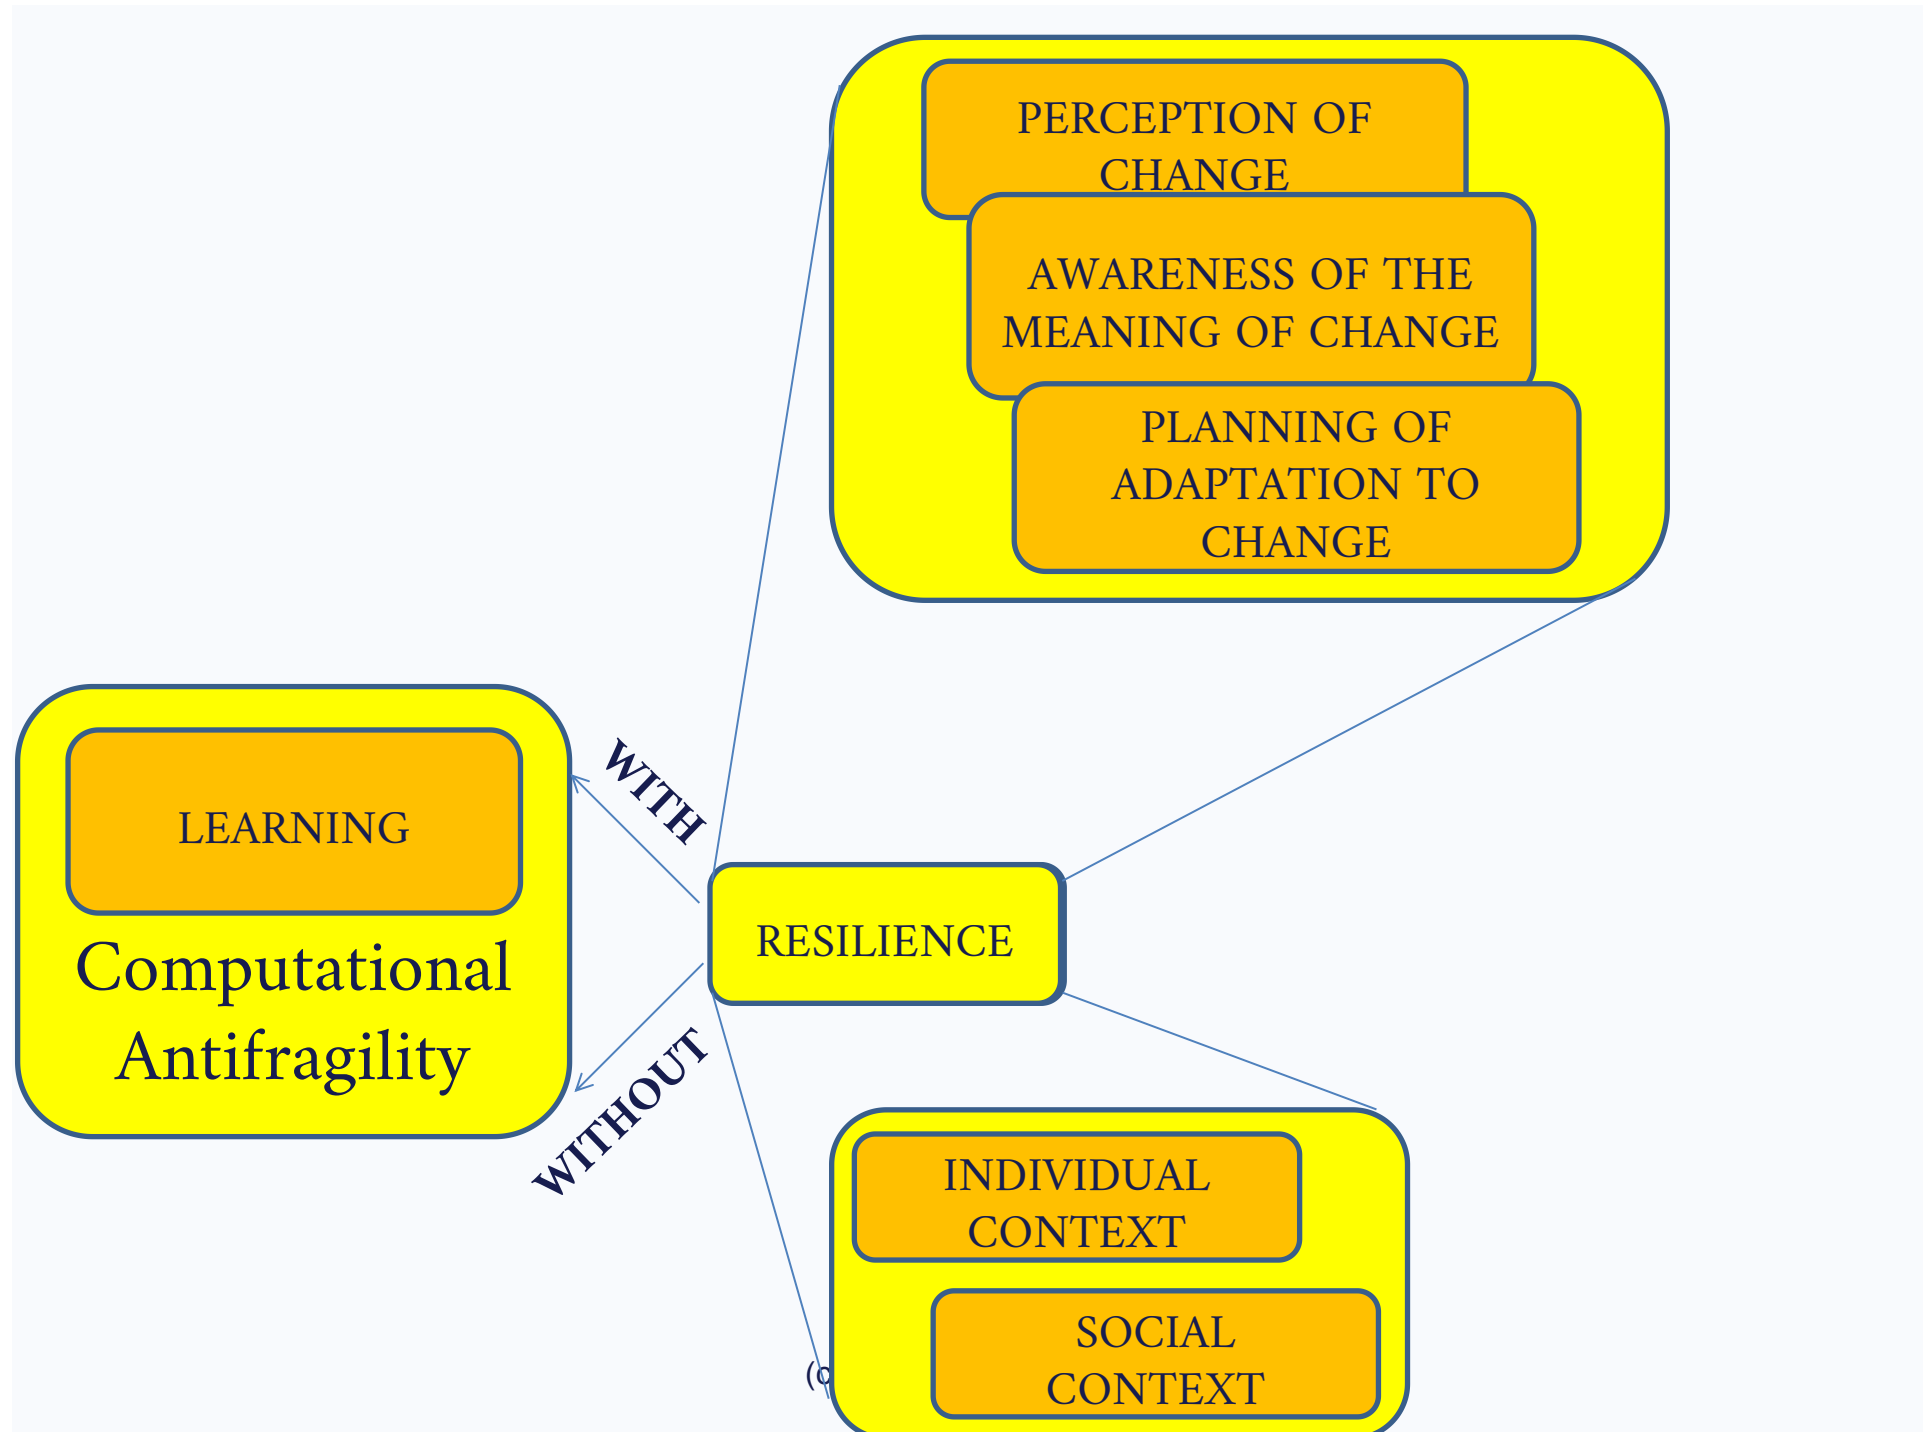 PERCEPTION OF
CHANGE
AWARENESS OF THE
MEANING OF CHANGE
PLANNING OF
ADAPTATION TO
CHANGE
WITH
LEARNING
Computational
Antifragility
RESILIENCE
WITHOUT
INDIVIDUAL
CONTEXT
SOCIAL
CONTEXT